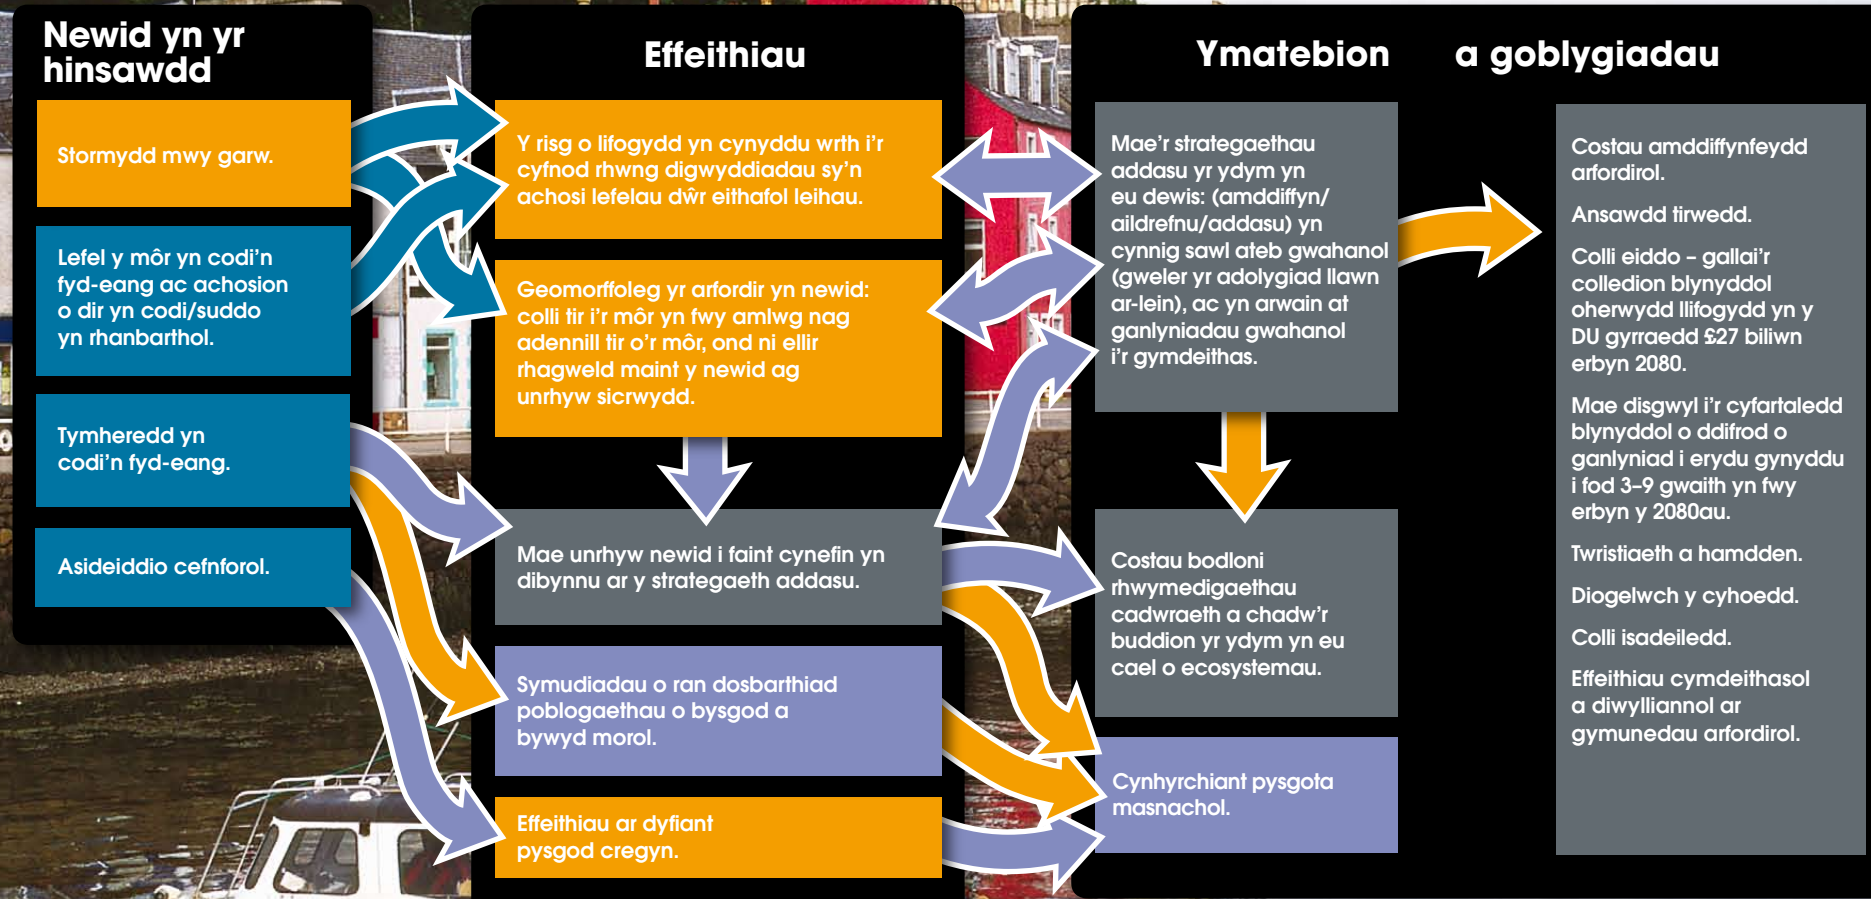 Newid yn yr
hinsawdd
Stormydd mwy garw.
Lefel y môr yn codi'n
fyd-eang ac achosion
o dir yn codi/suddo
yn rhanbarthol.
Tymheredd yn
codi'n fyd-eang.
Asideiddio cefnforol.
Effeithiau
Y risg o lifogydd yn cynyddu wrth i'r
cyfnod rhwng digwyddiadau sy'n
achosi lefelau dŵr eithafol leihau.
Geomorffoleg yr arfordir yn newid:
colli tir i'r môr yn fwy amlwg nag
adennill tir o'r môr, ond ni ellir
rhagweld maint y newid ag
unrhyw sicrwydd.
Mae unrhyw newid i faint cynefin yn
dibynnu ar y strategaeth addasu.
Symudiadau o ran dosbarthiad
poblogaethau o bysgod a
bywyd morol.
Effeithiau ar dyfiant
pysgod cregyn.
Ymatebion a goblygiadau
Mae'r strategaethau
addasu yr ydym yn
eu dewis: (amddiffyn/
aildrefnu/addasu) yn
cynnig sawl ateb gwahanol
(gweler yr adolygiad llawn
ar-lein), ac yn arwain at
ganlyniadau gwahanol
i'r gymdeithas.
Costau bodloni
rhwymedigaethau
cadwraeth a chadw'r
buddion yr ydym yn eu
cael o ecosystemau.
Cynhyrchiant pysgota
masnachol.
Costau amddiffynfeydd
arfordirol.
Ansawdd tirwedd.
Colli eiddo – gallai'r
colledion blynyddol
oherwydd llifogydd yn y
DU gyrraedd £27 biliwn
erbyn 2080.
Mae disgwyl i'r cyfartaledd
blynyddol o ddifrod o
ganlyniad i erydu gynyddu
i fod 3–9 gwaith yn fwy
erbyn y 2080au.
Twristiaeth a hamdden.
Diogelwch y cyhoedd.
Colli isadeiledd.
Effeithiau cymdeithasol
a diwylliannol ar
gymunedau arfordirol.